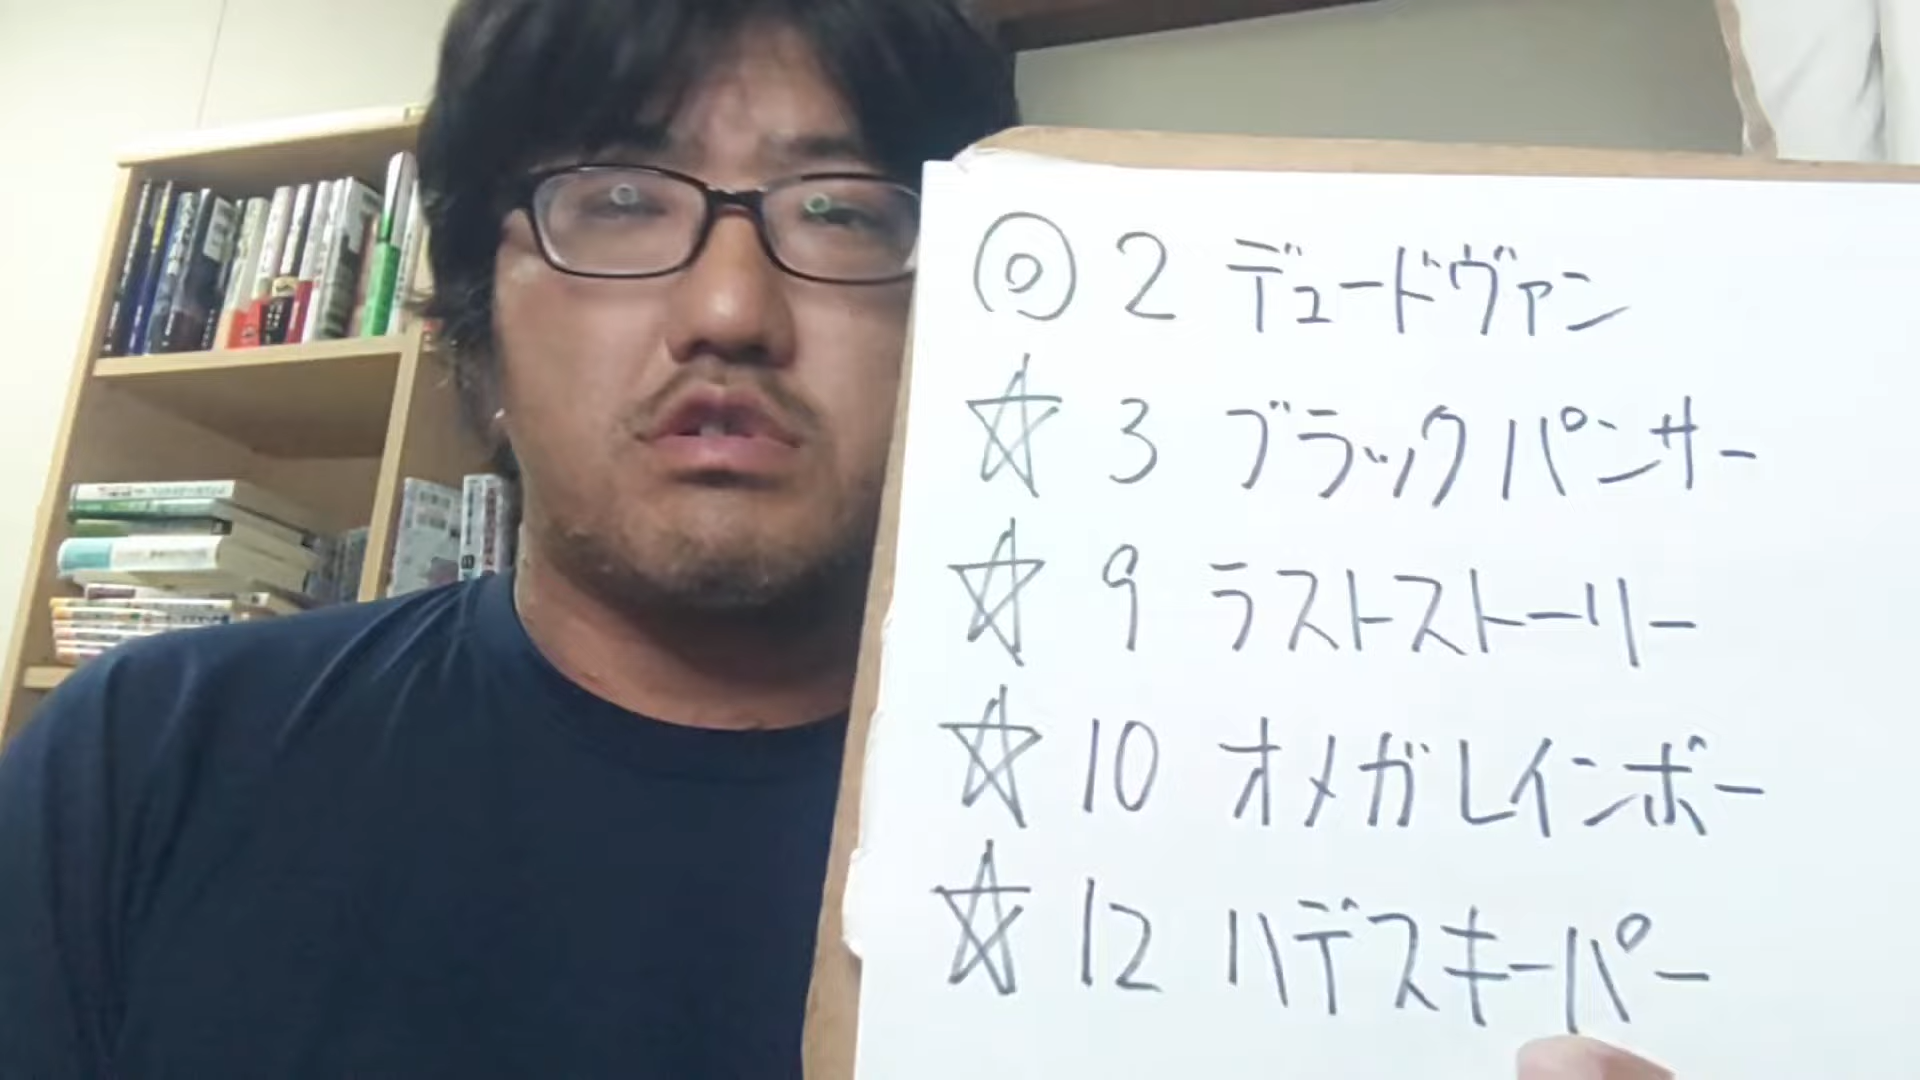 ◎ 2 デュードヴァン
☆ 3 ブラックパンサー
☆ 9 ラストストーリー
☆ 10 オメガレインボー
☆ 12 ハデスキーパー